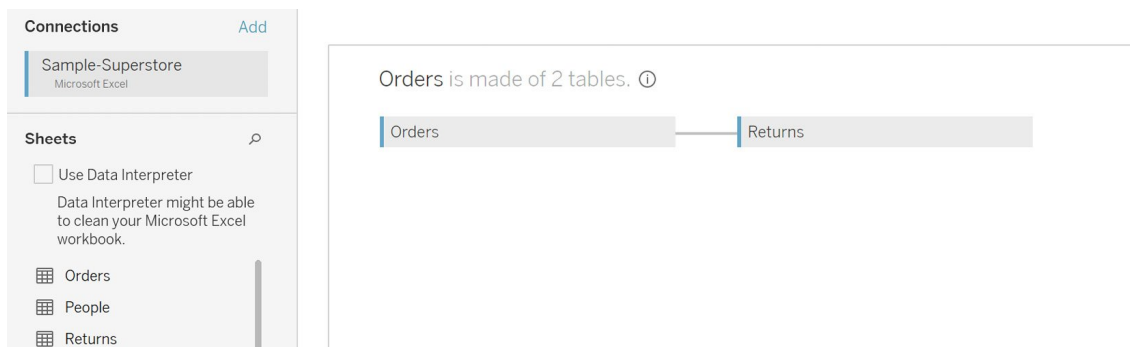 Connections Add
Sample-Superstore
Microsoft Excel
Sheets
Use Data Interpreter
Data Interpreter might be able
to clean your Microsoft Excel
workbook.
Orders
People
Returns
Orders is made of 2 tables.
Orders Returns